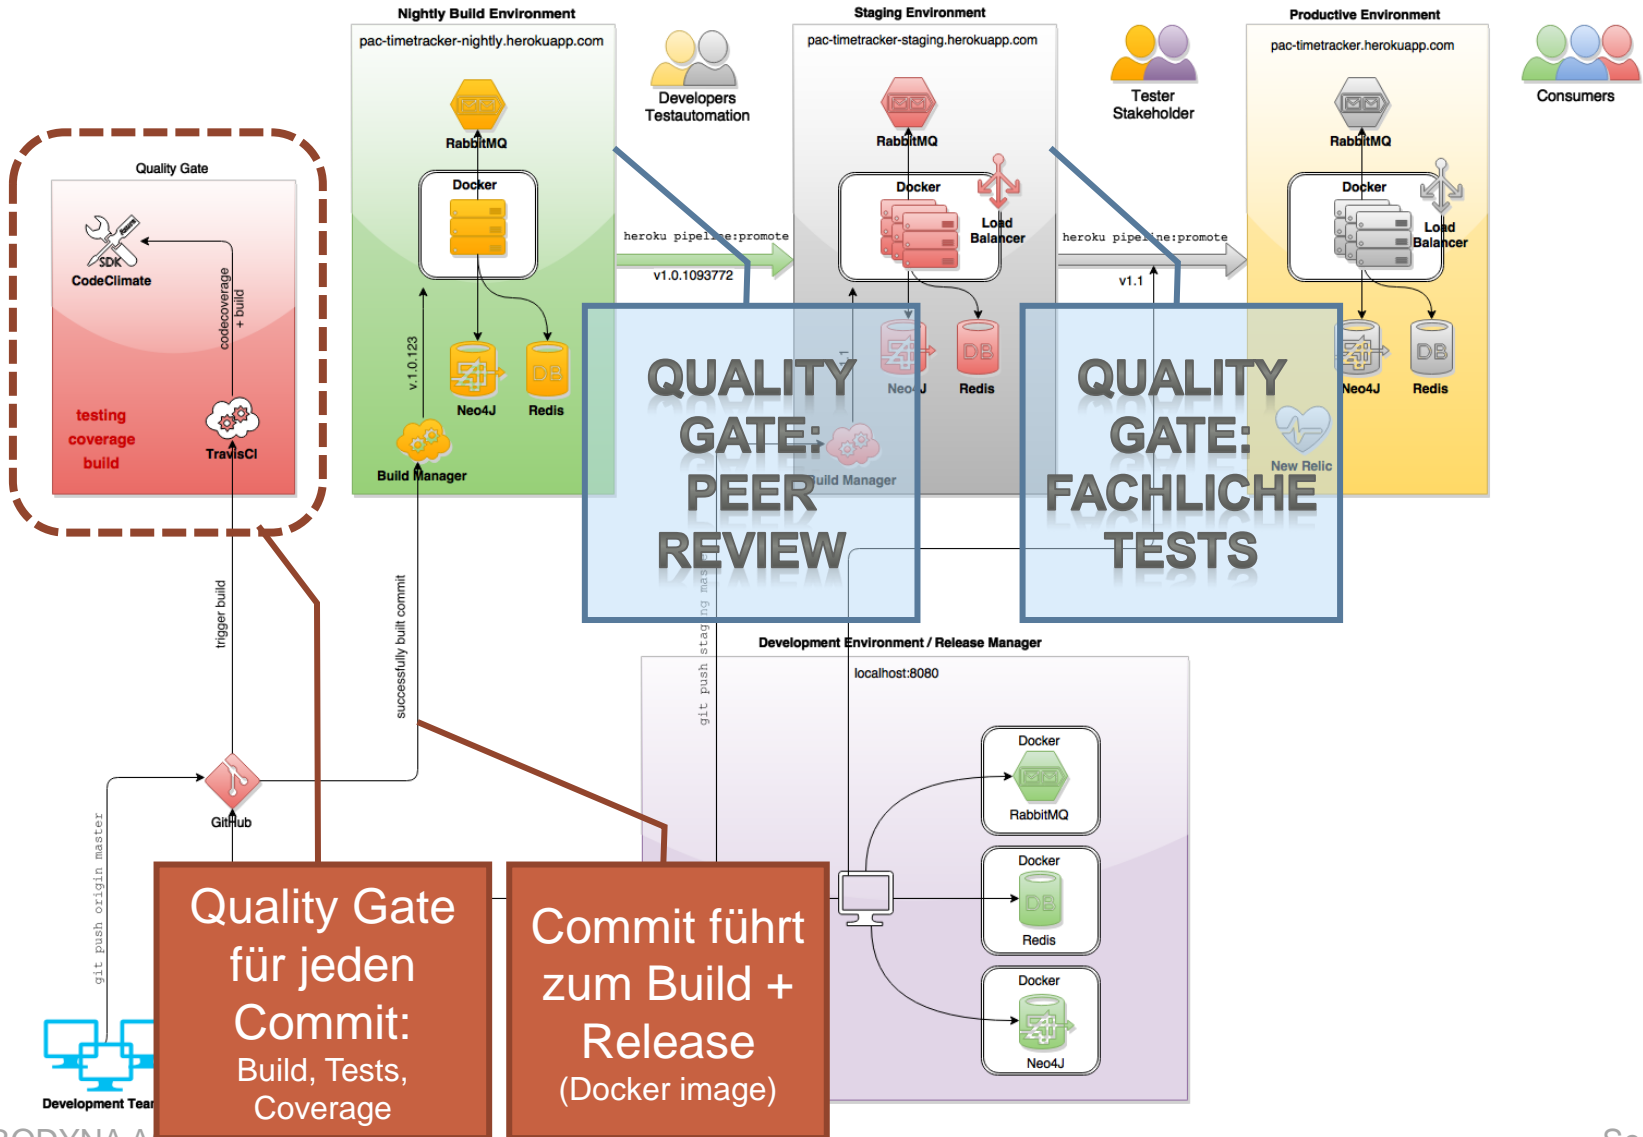 Nightly Build Environment
pac-timetracker-nightly.herokuapp.com
RabbitMQ
Docker
v.1.0.123
Neo4J
Redis
DB
Build Manager
Developers
Testautomation
heroku pipeline:promote
v1.0.1093772
Staging Environment
pac-timetracker-staging.herokuapp.com
RabbitMQ
Docker
Load
Balancer
Neo4J
Redis
DB
Build Manager
Tester
Stakeholder
heroku pipeline:promote
v1.1
Productive Environment
pac-timetracker.herokuapp.com
RabbitMQ
Docker
Load
Balancer
Neo4J
Redis
DB
New Relic
Consumers
Quality Gate
SDK
CodeClimate
codecoverage
+ build
testing
coverage
build
TravisCI
QUALITY
GATE:
PEER
REVIEW
QUALITY
GATE:
FACHLICHE
TESTS
trigger build
successfully built commit
git push staging
GitHub
git push origin master
Development
Development Environment / Release Manager
localhost:8080
Docker
RabbitMQ
Docker
DB
Redis
Docker
Neo4J
Quality Gate
für jeden
Commit:
Build, Tests,
Coverage
Commit führt
zum Build +
Release
(Docker image)